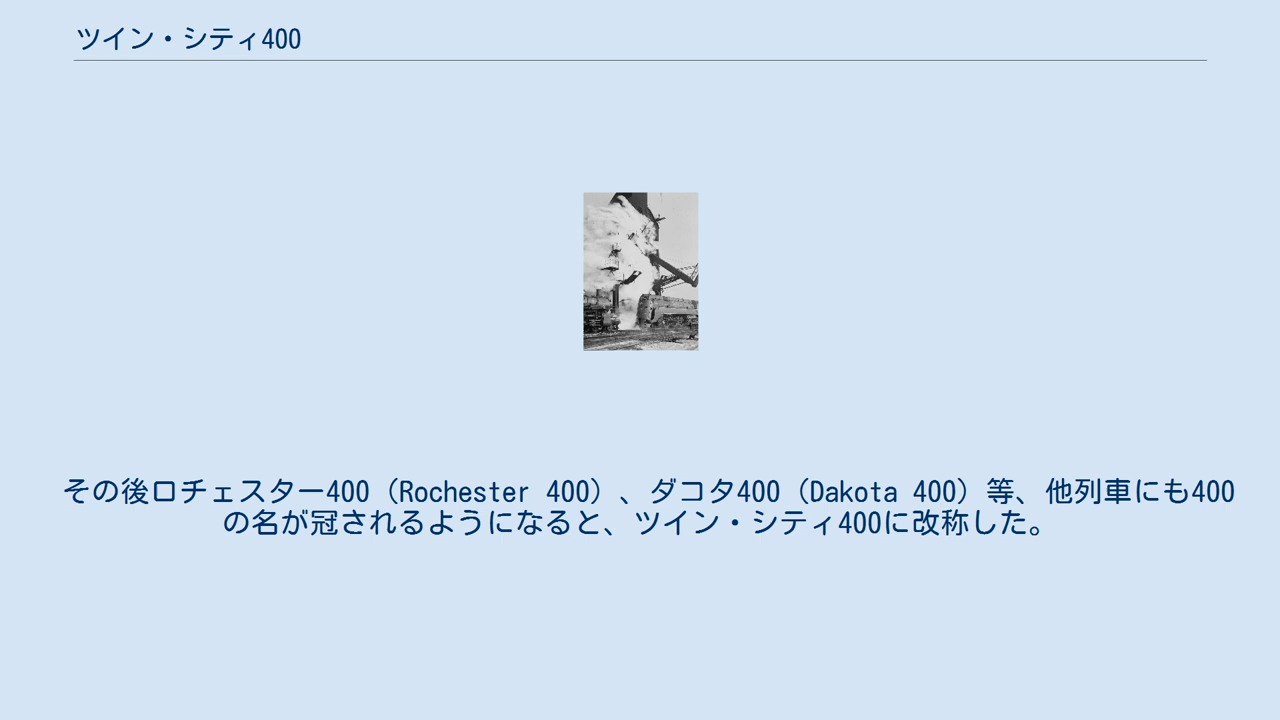 ツイン・シティ400
その後ロチェスター400（Rochester 400）、ダコタ400（Dakota 400）等、他列車にも400
の名が冠されるようになると、ツイン・シティ400に改称した。